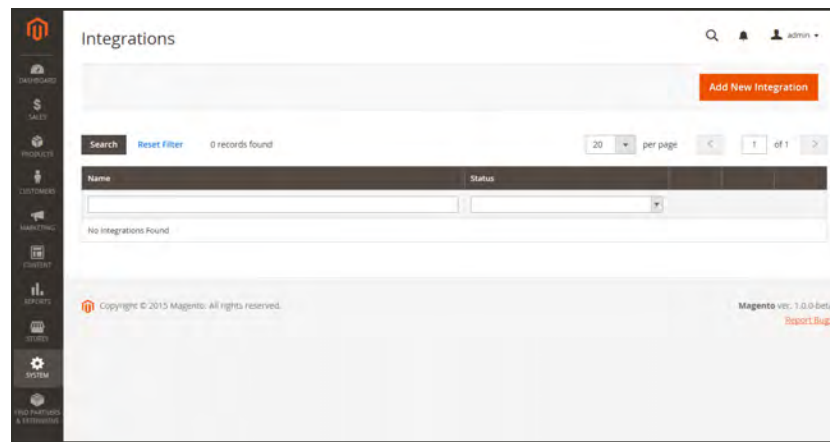 Integrations
admin
Add New Integration
Search Reset Filter 0 records found 20 per page 1 of 1
Name Status
No Integrations Found
Copyright © 2015 Magento. All rights reserved.
Magento ver. 1.0.0-beta
Report Bugs
DASHBOARD
SALES
PRODUCTS
CUSTOMERS
MARKETING
CONTENT
REPORTS
STORES
SYSTEM
FIND PARTNERS
& EXTENSIONS